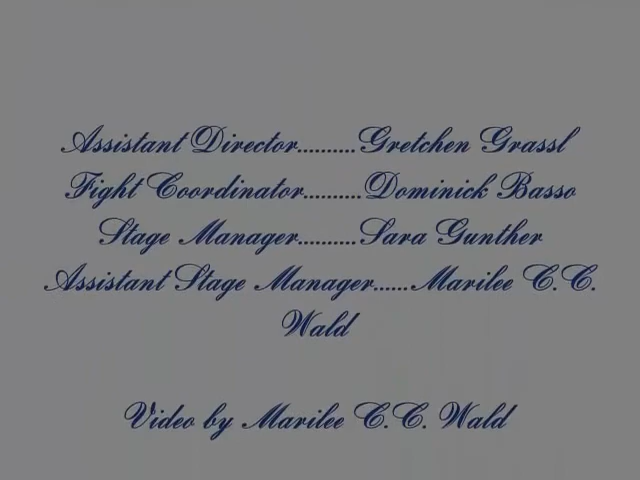 Assistant Director..........Gretchen Grassl
Fight Coordinator..........Dominick Basso
Stage Manager..........Sara Gunther
Assistant Stage Manager......Marilee C.C.
Wald
Video by Marilee C.C. Wald